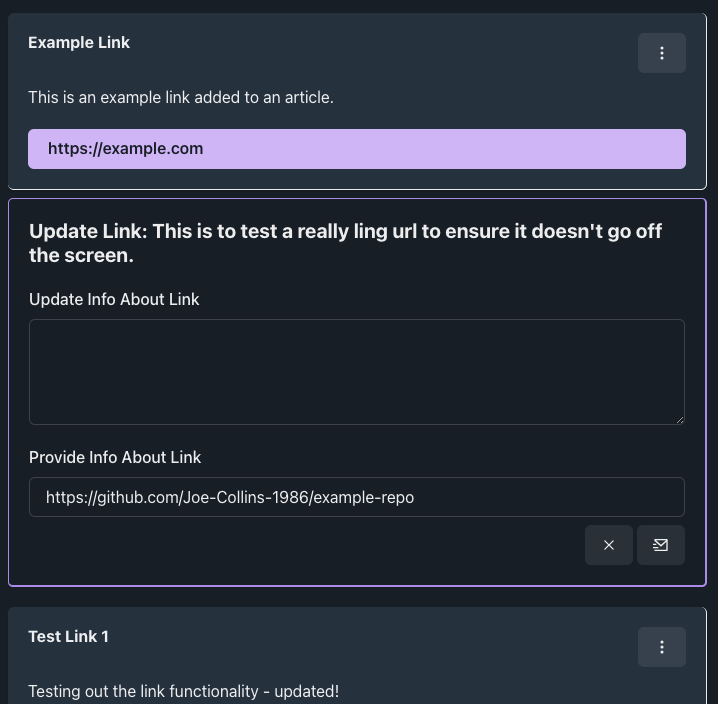 Example Link
This is an example link added to an article.
https://example.com
Update Link: This is to test a really ling url to ensure it doesn't go off
the screen.
Update Info About Link
Provide Info About Link
https://github.com/Joe-Collins-1986/example-repo
Test Link 1
Testing out the link functionality - updated!